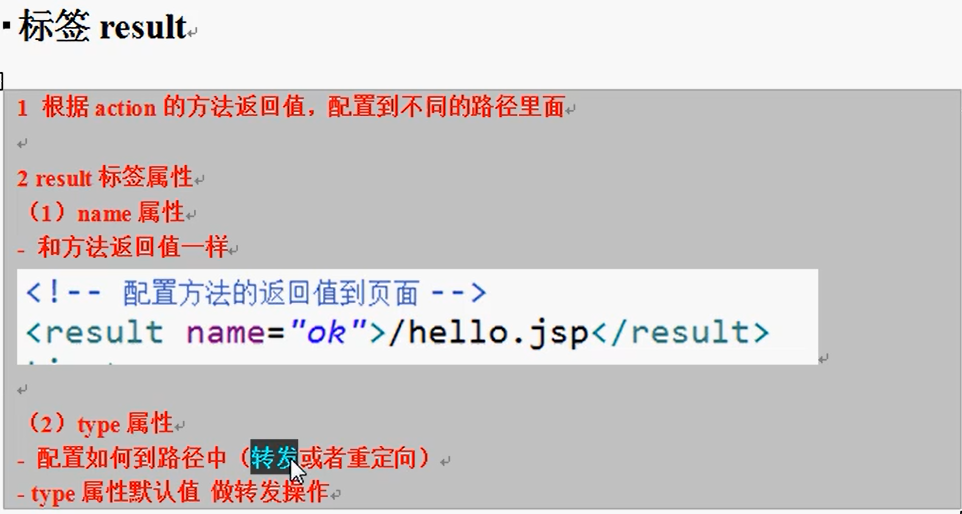 标签 result
1 根据 action 的方法返回值，配置到不同的路径里面
2 result 标签属性
（1）name 属性
- 和方法返回值一样
<!-- 配置方法的返回值到页面 -->
<result name="ok">/hello.jsp</result>
（2）type 属性
- 配置如何到路径中（转发或者重定向）
- type 属性默认值 做转发操作